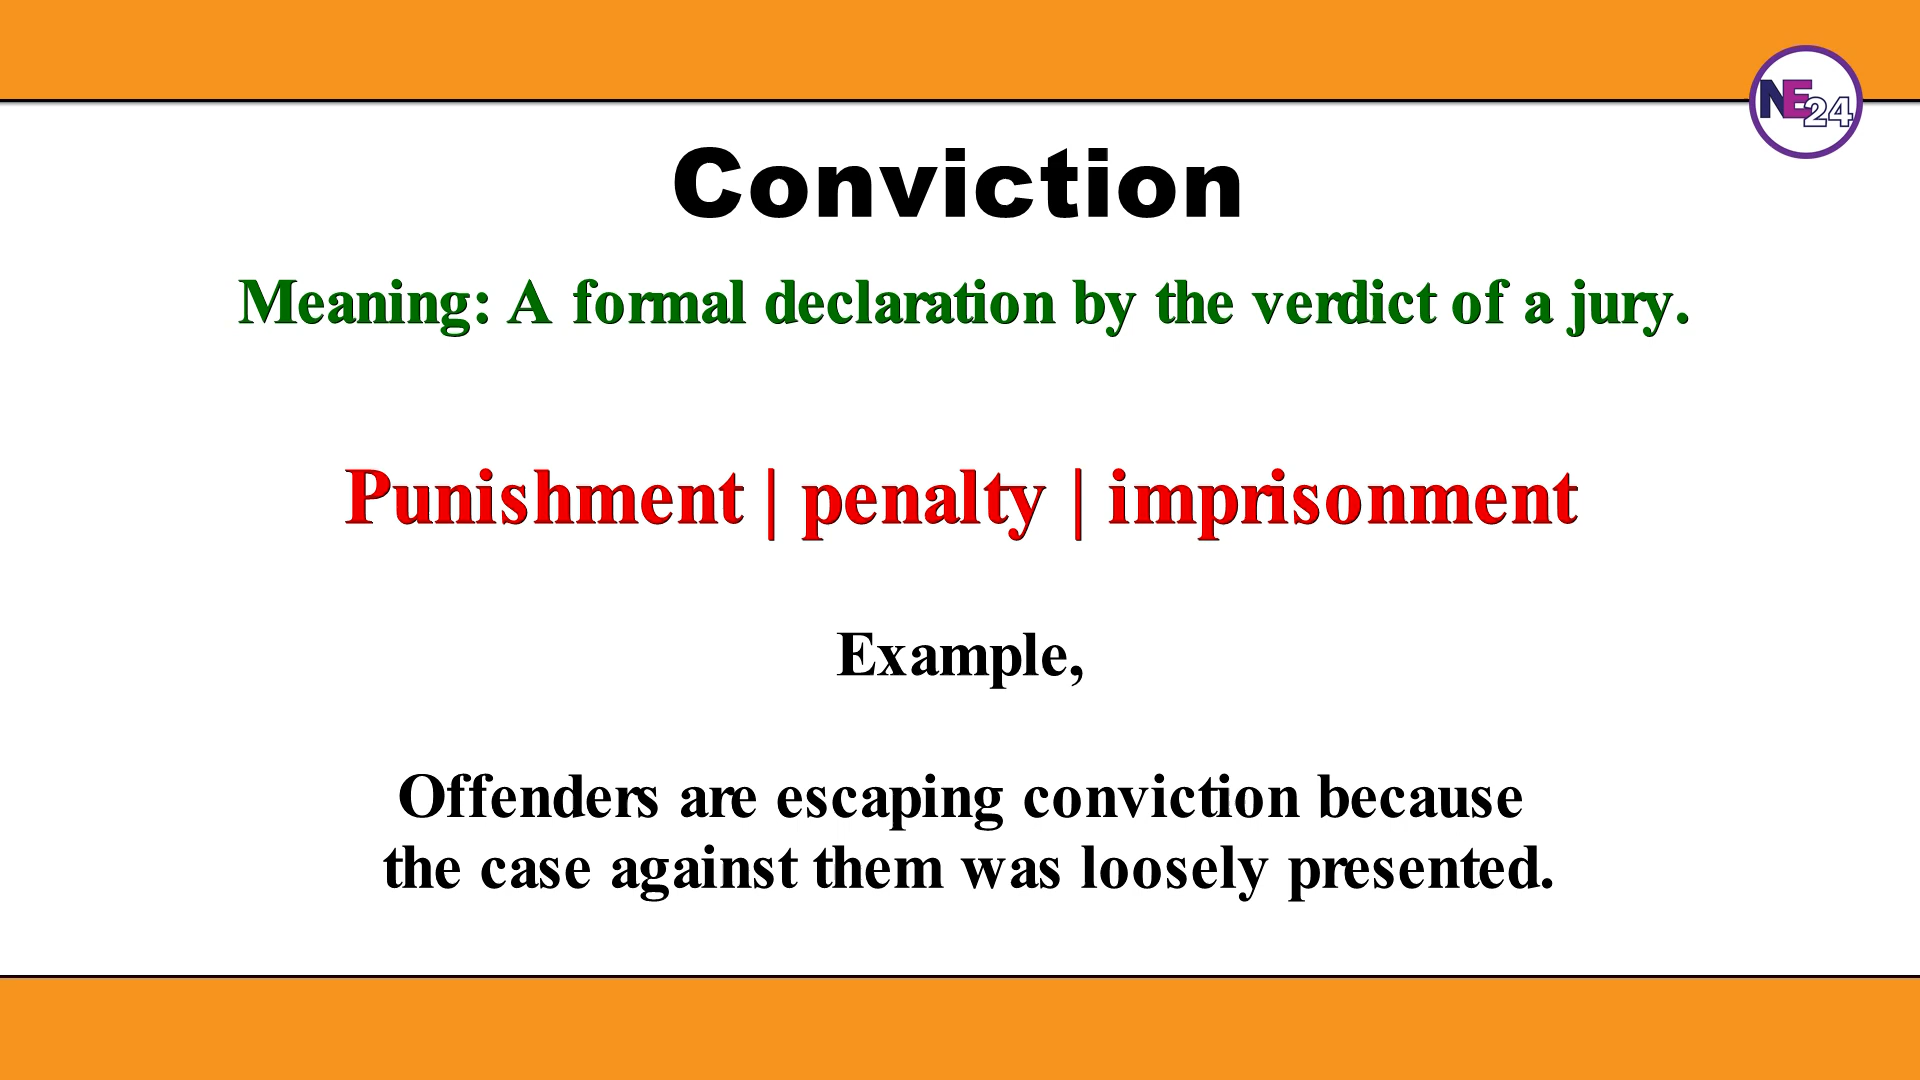 NE24
Conviction
Meaning: A formal declaration by the verdict of a jury.
Punishment | penalty | imprisonment
Example,
Offenders are escaping conviction because
the case against them was loosely presented.